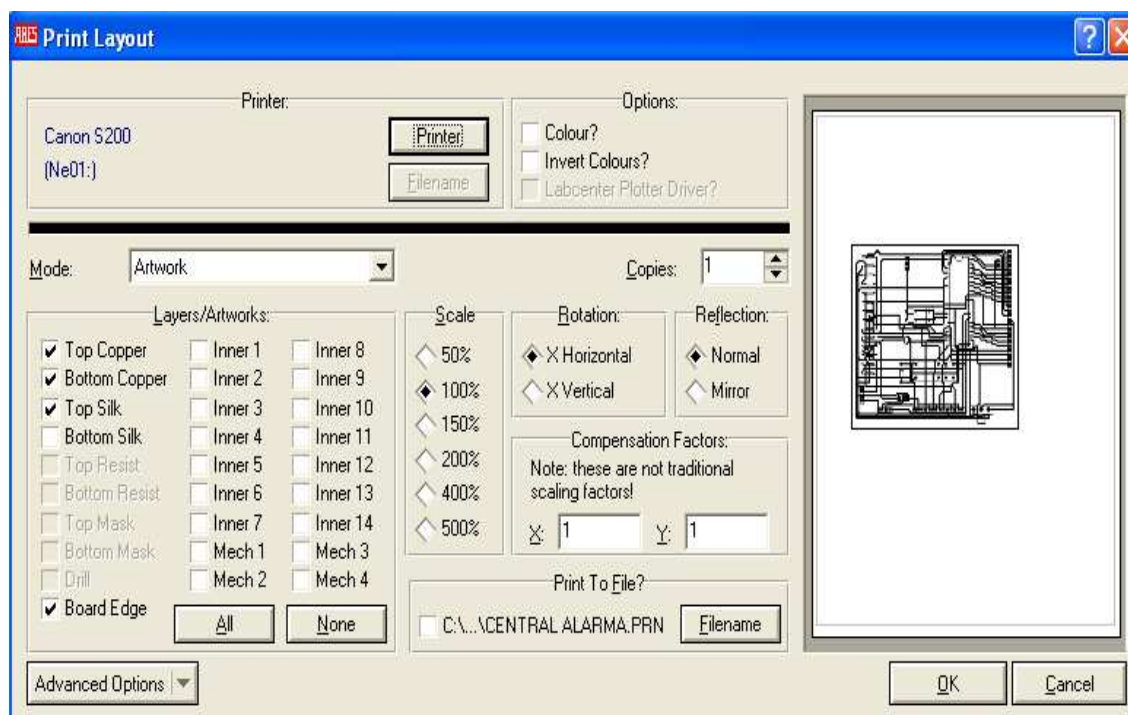 ARES Print Layout
Printer:
Canon S200
(Ne01:)
Printer
Filename
Options:
Colour?
Invert Colours?
Labcenter Plotter Driver?
Mode: Artwork
Copies: 1
Layers/Artworks:
Top Copper Inner 1 Inner 8
Bottom Copper Inner 2 Inner 9
Top Silk Inner 3 Inner 10
Bottom Silk Inner 4 Inner 11
Top Resist Inner 5 Inner 12
Bottom Resist Inner 6 Inner 13
Top Mask Inner 7 Inner 14
Bottom Mask Mech 1 Mech 3
Drill Mech 2 Mech 4
Board Edge All None
Scale
50%
100%
150%
200%
400%
500%
Rotation:
X Horizontal
X Vertical
Reflection:
Normal
Mirror
Compensation Factors:
Note: these are not traditional
scaling factors!
X: 1 Y: 1
Print To File?
C:\...\CENTRAL ALARMA.PRN Filename
Advanced Options
OK Cancel